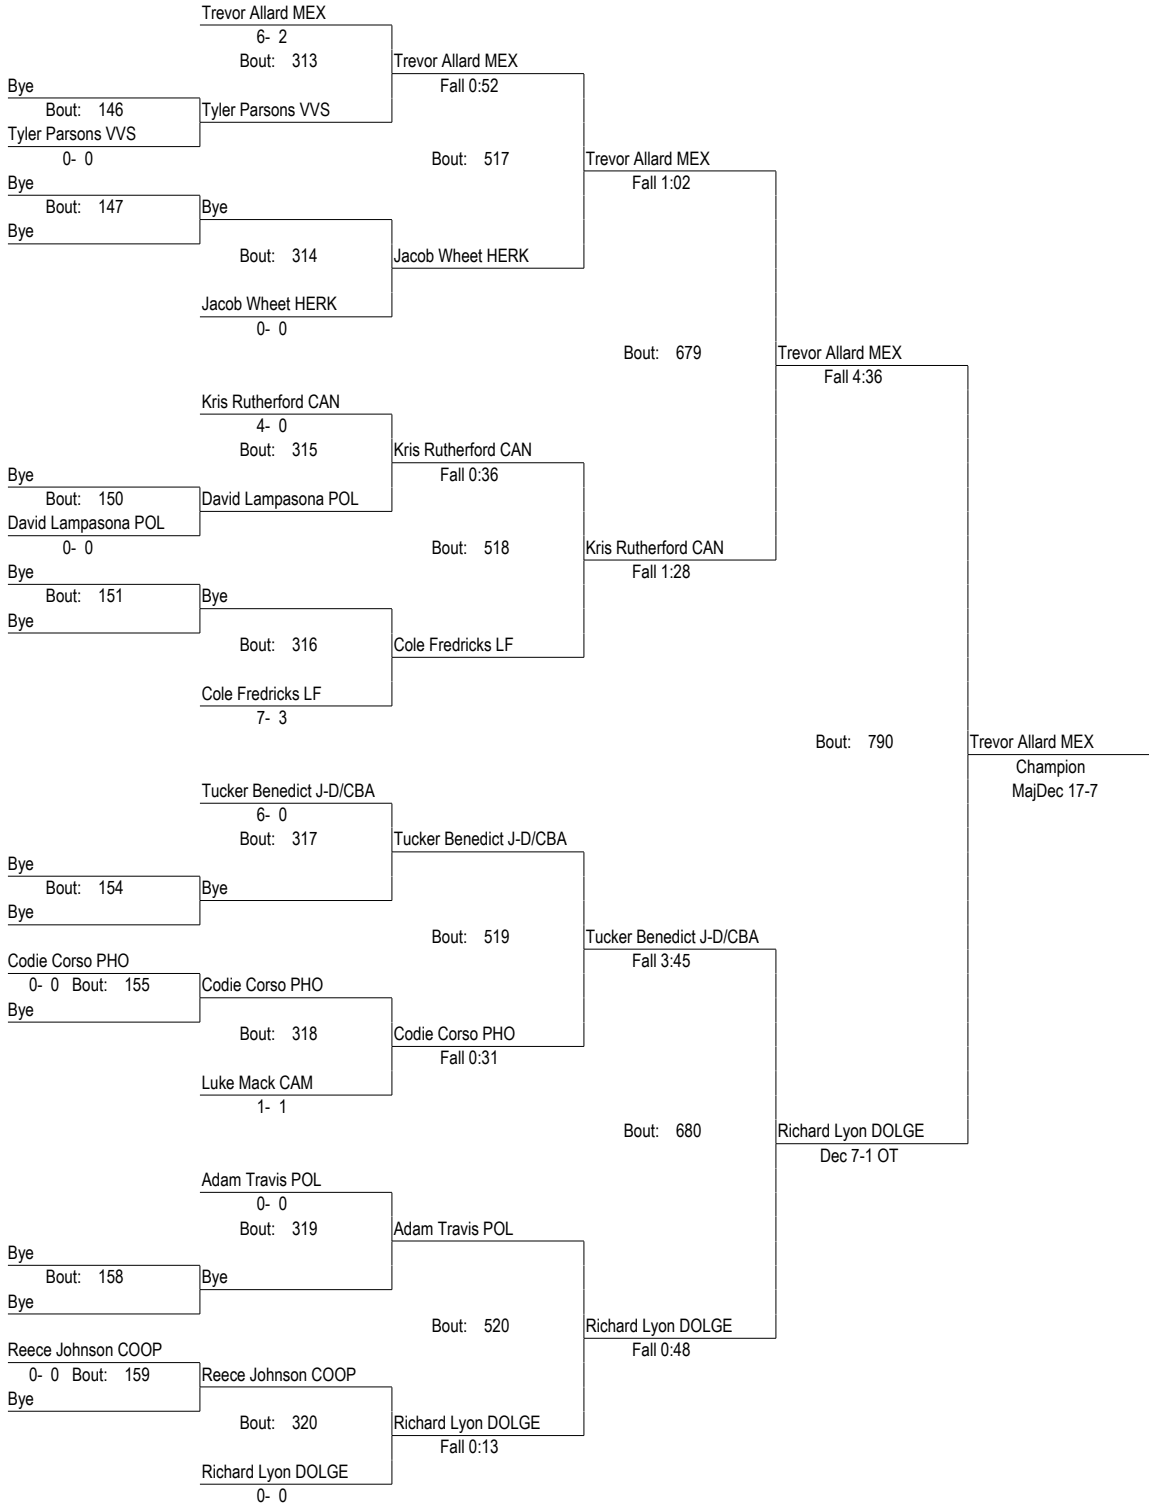 Trevor Allard MEX
6- 2
Bout: 313
Trevor Allard MEX
Fall 0:52
Bye
Bout: 146
Tyler Parsons VVS
Tyler Parsons VVS
0- 0
Bout: 517
Trevor Allard MEX
Fall 1:02
Bye
Bout: 147
Bye
Bye
Bout: 314
Jacob Wheet HERK
Jacob Wheet HERK
0- 0
Bout: 679
Trevor Allard MEX
Fall 4:36
Kris Rutherford CAN
4- 0
Bout: 315
Kris Rutherford CAN
Fall 0:36
Bye
Bout: 150
David Lampasona POL
David Lampasona POL
0- 0
Bout: 518
Kris Rutherford CAN
Fall 1:28
Bye
Bout: 151
Bye
Bye
Bout: 316
Cole Fredricks LF
Cole Fredricks LF
7- 3
Bout: 790
Trevor Allard MEX
Champion
MajDec 17-7
Tucker Benedict J-D/CBA
6- 0
Bout: 317
Tucker Benedict J-D/CBA
Bye
Bout: 154
Bye
Bye
Bout: 519
Tucker Benedict J-D/CBA
Fall 3:45
Codie Corso PHO
0- 0 Bout: 155
Codie Corso PHO
Bye
Bout: 318
Codie Corso PHO
Fall 0:31
Luke Mack CAM
1- 1
Bout: 680
Richard Lyon DOLGE
Dec 7-1 OT
Adam Travis POL
0- 0
Bout: 319
Adam Travis POL
Bye
Bout: 158
Bye
Bye
Bout: 520
Richard Lyon DOLGE
Fall 0:48
Reece Johnson COOP
0- 0 Bout: 159
Reece Johnson COOP
Bye
Bout: 320
Richard Lyon DOLGE
Fall 0:13
Richard Lyon DOLGE
0- 0